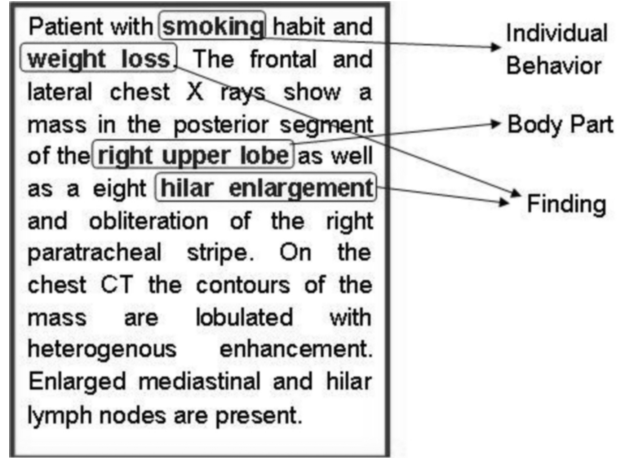 Patient with smoking habit and
weight loss. The frontal and
lateral chest X rays show a
mass in the posterior segment
of the right upper lobe as well
as a eight hilar enlargement
and obliteration of the right
paratracheal stripe. On the
chest CT the contours of the
mass are lobulated with
heterogenous enhancement.
Enlarged mediastinal and hilar
lymph nodes are present.
Individual
Behavior
Body Part
Finding